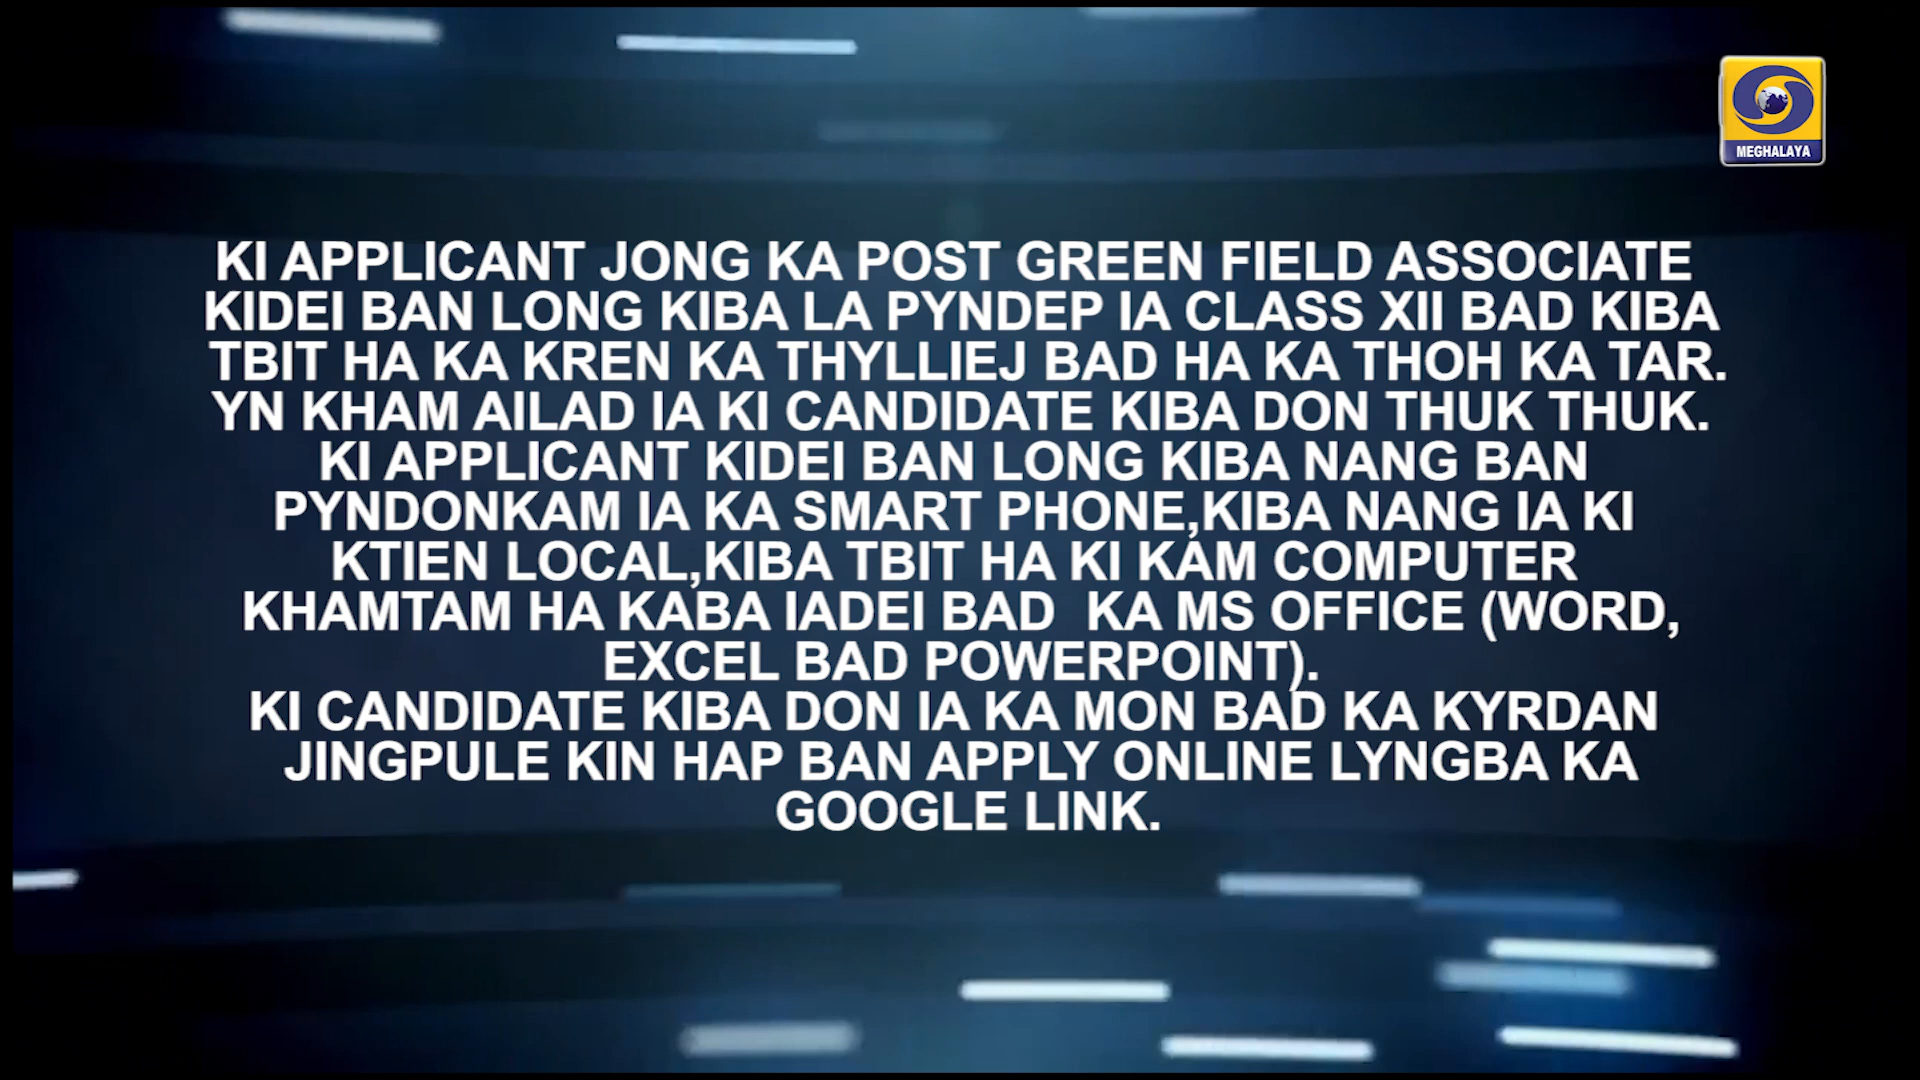 MEGHALAYA
KI APPLICANT JONG KA POST GREEN FIELD ASSOCIATE
KIDEI BAN LONG KIBA LA PYNDEP IA CLASS XII BAD KIBA
TBIT HA KA KREN KA THYLLIEJ BAD HA KA THOH KA TAR.
YN KHAM AILAD IA KI CANDIDATE KIBA DON THUK THUK.
KI APPLICANT KIDEI BAN LONG KIBA NANG BAN
PYNDONKAM IA KA SMART PHONE,KIBA NANG IA KI
KTIEN LOCAL,KIBA TBIT HA KI KAM COMPUTER
KHAMTAM HA KABA IADEI BAD  KA MS OFFICE (WORD,
EXCEL BAD POWERPOINT).
KI CANDIDATE KIBA DON IA KA MON BAD KA KYRDAN
JINGPULE KIN HAP BAN APPLY ONLINE LYNGBA KA
GOOGLE LINK.